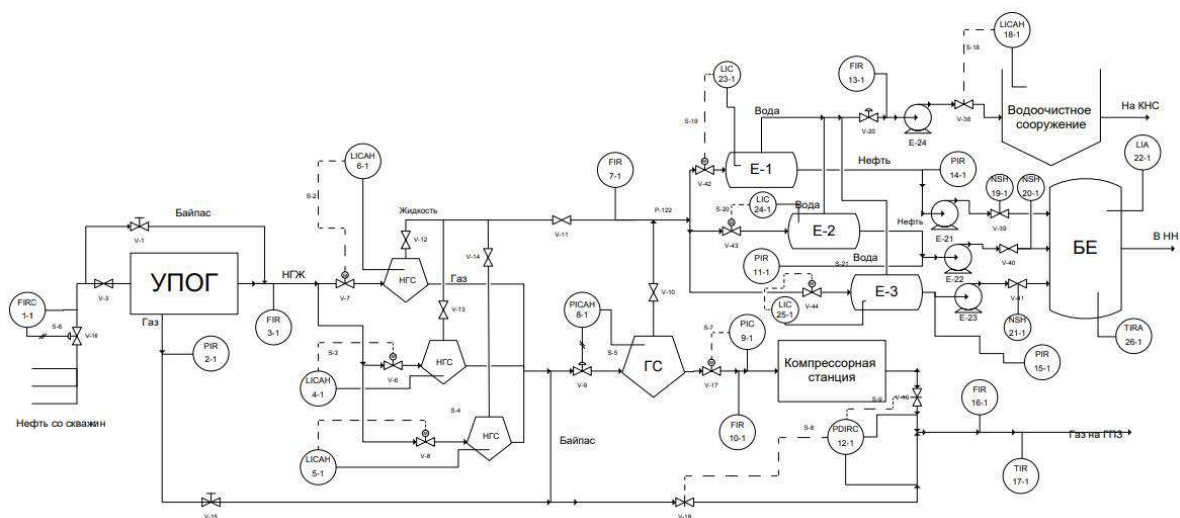 LICAH
18-1
S-18
LIC
23-1
FIR
13-1
Вода
V-20
E-24
V-38
Водоочистное
сооружение
На КНС
LICAH
6-1
S-2
S-19
V-42
E-1
Нефть
PIR
14-1
NSH
19-1
NSH
20-1
LIA
22-1
FIR
7-1
Байпас
V-1
Жидкость
V-12
V-11
P-122
V-14
S-20
LIC
24-1
Вода
V-43
E-2
Нефть
E-21
V-39
БЕ
В НН
УПОГ
V-3
НГЖ
V-7
НГС
Газ
PIR
11-1
S-21
Вода
E-22
V-40
FIRC
1-1
S-6
V-16
Газ
PIR
2-1
FIR
3-1
V-13
PICAH
8-1
V-10
LIC
25-1
V-44
E-3
E-23
V-41
NSH
21-1
TIRA
26-1
S-3
V-6
НГС
LICAH
4-1
S-5
V-9
ГС
S-7
PIC
9-1
V-17
Компрессорная
станция
PIR
15-1
Нефть со скважин
S-4
НГС
V-8
LICAH
5-1
Байпас
FIR
10-1
S-8
PDIRC
12-1
S-9
FIR
16-1
Газ на ГПЗ
TIR
17-1
V-15
V-18